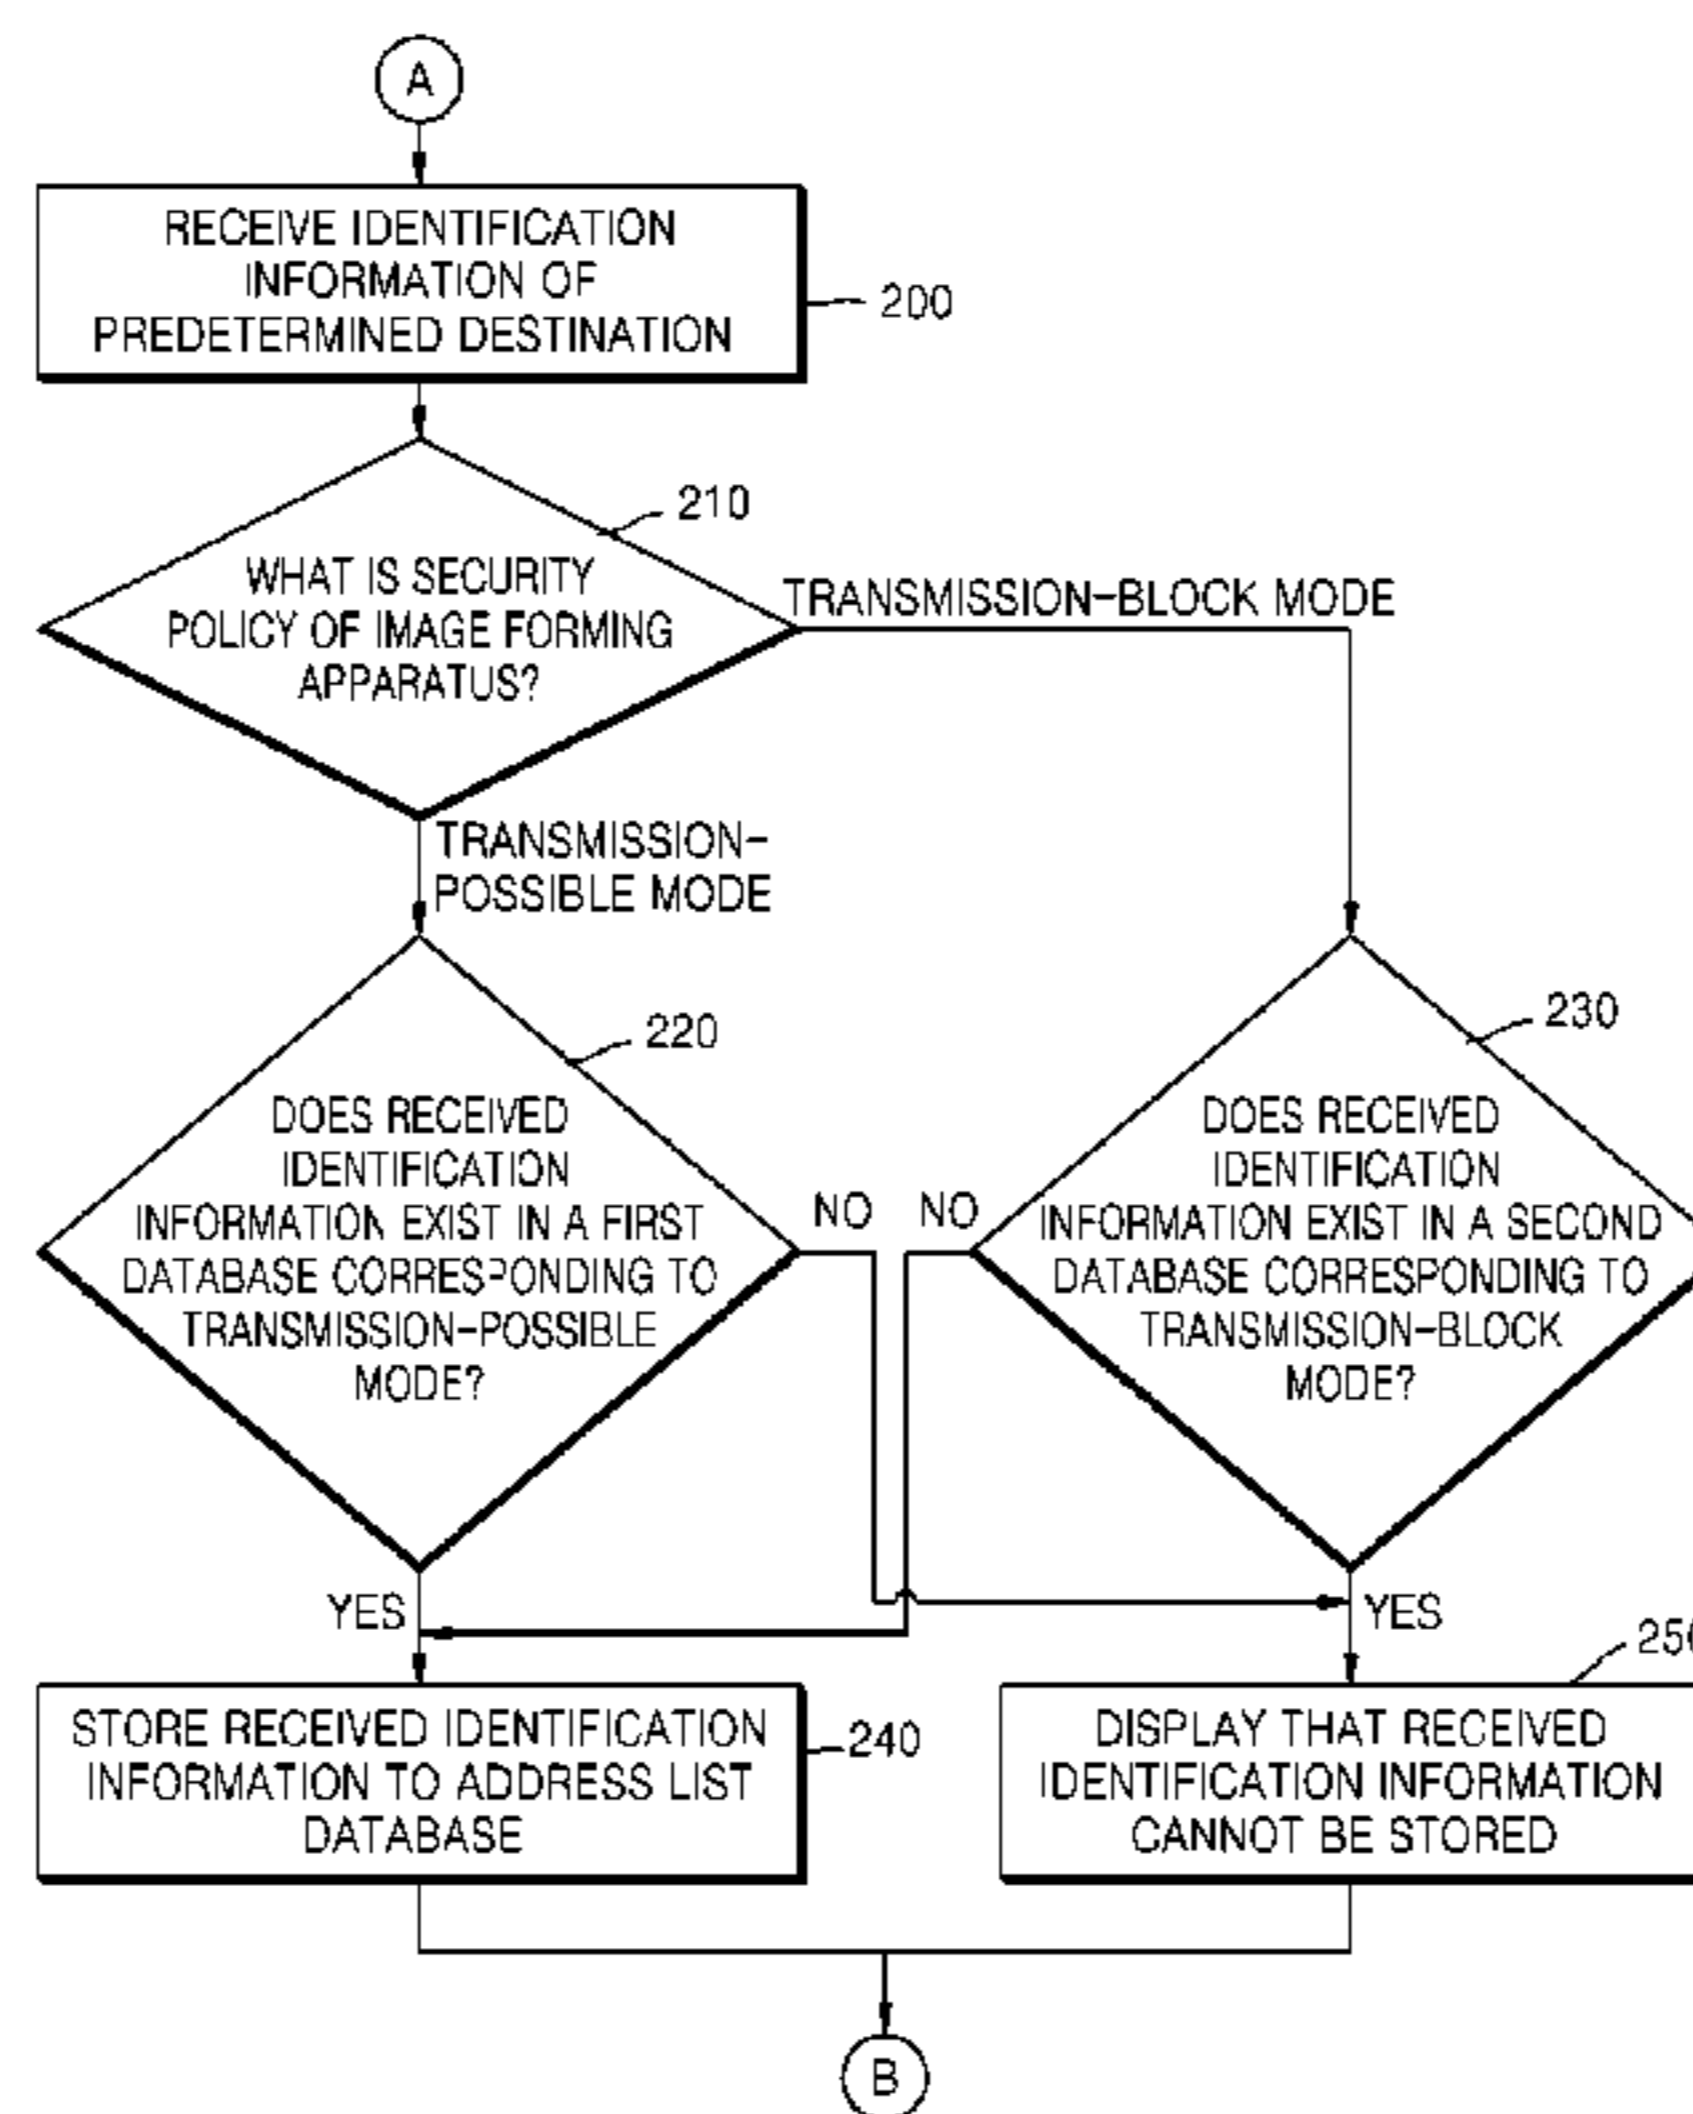 A
RECEIVE IDENTIFICATION
INFORMATION OF
PREDETERMINED DESTINATION
200
210
WHAT IS SECURITY
POLICY OF IMAGE FORMING
APPARATUS?
TRANSMISSION-BLOCK MODE
TRANSMISSION-
POSSIBLE MODE
220
DOES RECEIVED
IDENTIFICATION
INFORMATION EXIST IN A FIRST
DATABASE CORRESPONDING TO
TRANSMISSION-POSSIBLE
MODE?
NO
NO
230
DOES RECEIVED
IDENTIFICATION
INFORMATION EXIST IN A SECOND
DATABASE CORRESPONDING TO
TRANSMISSION-BLOCK
MODE?
YES
YES
STORE RECEIVED IDENTIFICATION
INFORMATION TO ADDRESS LIST
DATABASE
240
250
DISPLAY THAT RECEIVED
IDENTIFICATION INFORMATION
CANNOT BE STORED
B